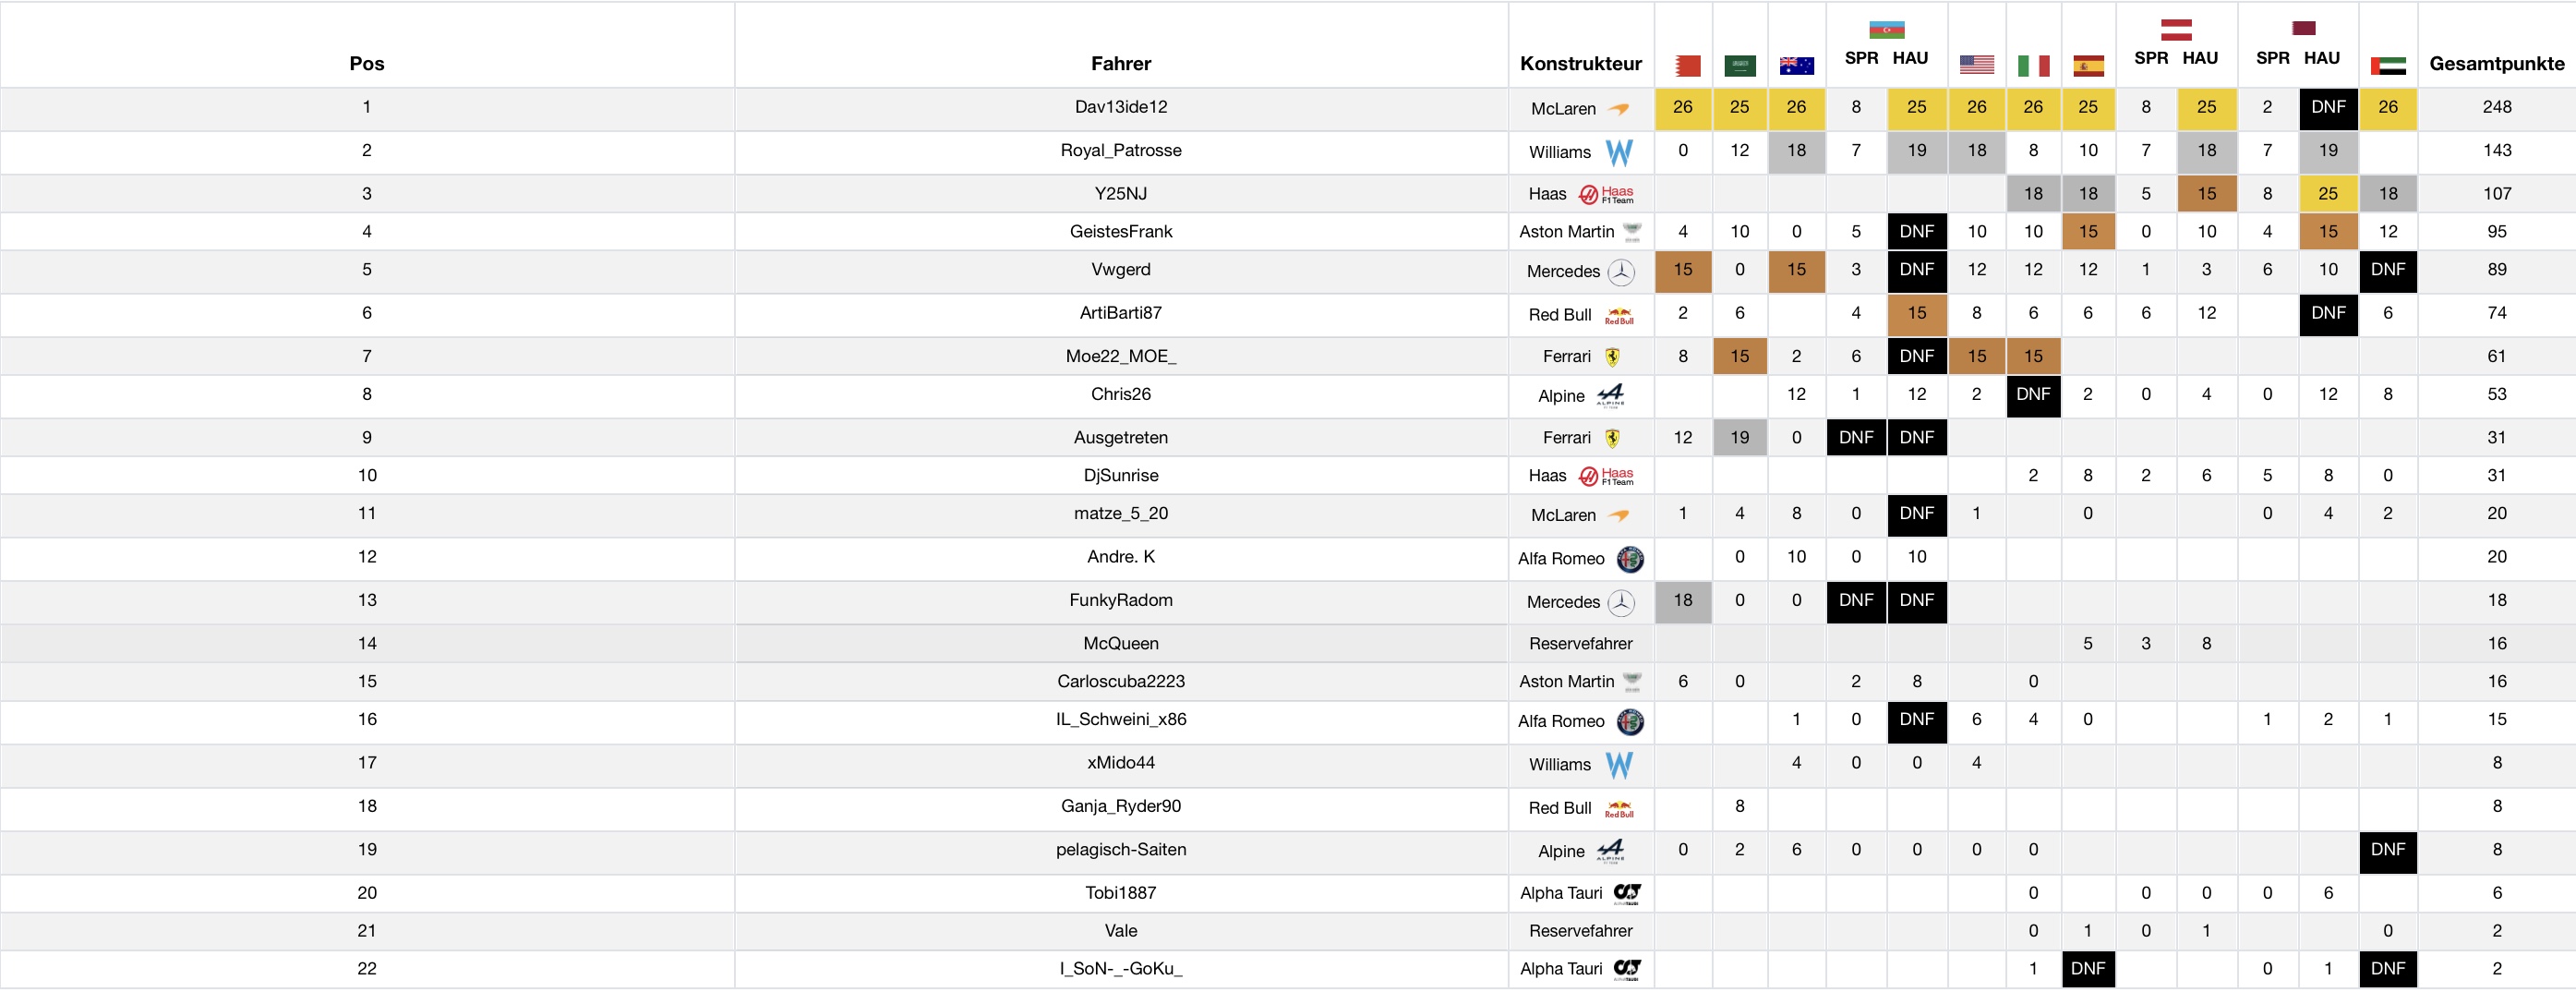 SPR HAU SPR HAU SPR HAU
Pos Fahrer Konstrukteur Gesamtpunkte
1 Dav13ide12 McLaren 26 25 26 8 25 26 26 25 8 25 2 DNF 26 248
2 Royal_Patrosse Williams 0 12 18 7 19 18 8 10 7 18 7 19 143
3 Y25NJ Haas Haas F1 Team 18 18 5 15 8 25 18 107
4 GeistesFrank Aston Martin 4 10 0 5 DNF 10 10 15 0 10 4 15 12 95
5 Vwgerd Mercedes 15 0 15 3 DNF 12 12 12 1 3 6 10 DNF 89
6 ArtiBarti87 Red Bull Red Bull 2 6 4 15 8 6 6 6 12 DNF 6 74
7 Moe22_MOE_ Ferrari 8 15 2 6 DNF 15 15 61
8 Chris26 Alpine ALPINE 12 1 12 2 DNF 2 0 4 0 12 8 53
9 Ausgetreten Ferrari 12 19 0 DNF DNF 31
10 DjSunrise Haas Haas F1 Team 2 8 2 6 5 8 0 31
11 matze_5_20 McLaren 1 4 8 0 DNF 1 0 0 4 2 20
12 Andre. K Alfa Romeo 0 10 0 10 20
13 FunkyRadom Mercedes 18 0 0 DNF DNF 18
14 McQueen Reservefahrer 5 3 8 16
15 Carloscuba2223 Aston Martin 6 0 2 8 0 16
16 IL_Schweini_x86 Alfa Romeo 1 0 DNF 6 4 0 1 2 1 15
17 xMido44 Williams 4 0 0 4 8
18 Ganja_Ryder90 Red Bull Red Bull 8 8
19 pelagisch-Saiten Alpine ALPINE 0 2 6 0 0 0 0 DNF 8
20 Tobi1887 Alpha Tauri 0 0 0 0 6 6
21 Vale Reservefahrer 0 1 0 1 0 2
22 I_SoN-_-GoKu_ Alpha Tauri 1 DNF 0 1 DNF 2